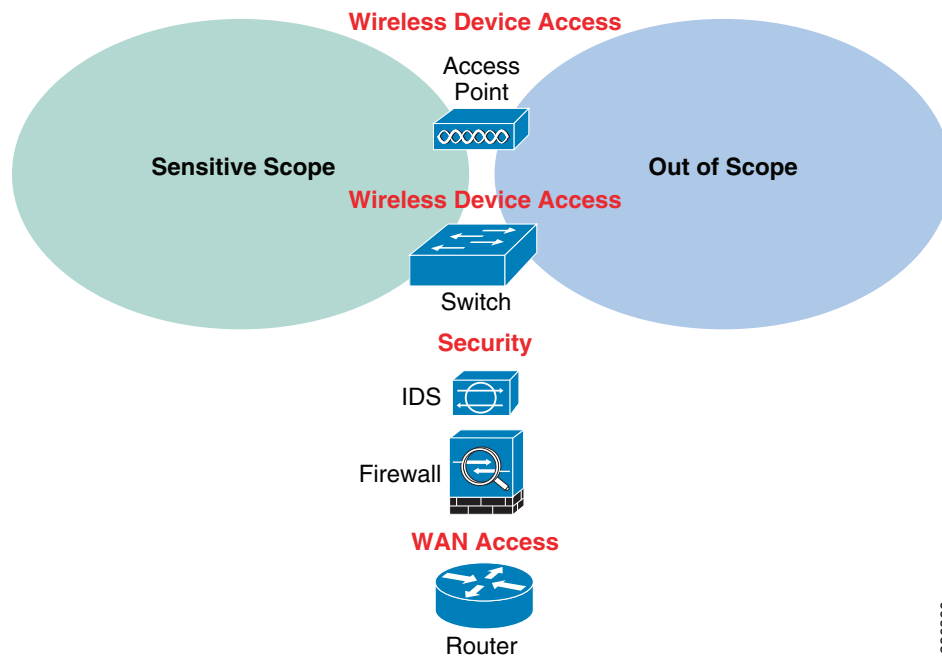 Wireless Device Access
Access
Point
Sensitive Scope
Out of Scope
Wireless Device Access
Switch
Security
IDS
Firewall
WAN Access
Router